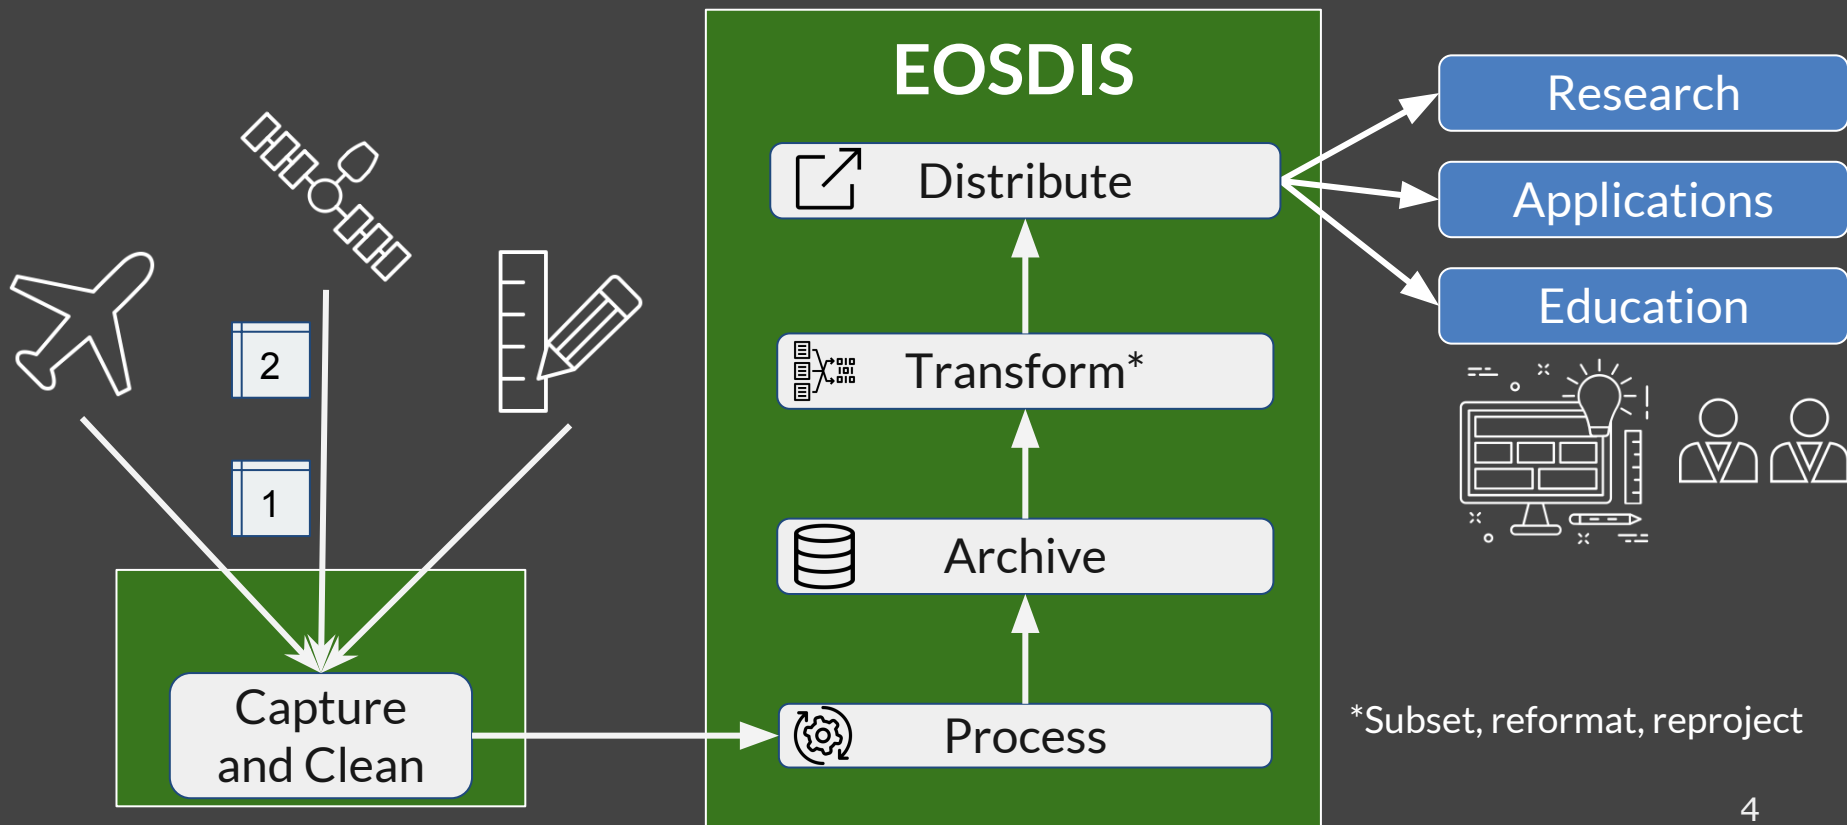 EOSDIS
Distribute
Transform*
Archive
Process
2
1
Capture
and Clean
Research
Applications
Education
*Subset, reformat, reproject
4